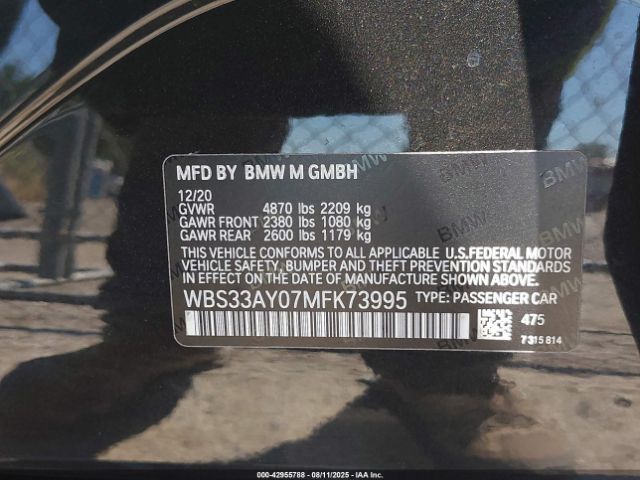 MFD BY BMW M GMBH
12/20
GVWR 4870 lbs 2209 kg
GAWR FRONT 2380 lbs 1080 kg
GAWR REAR 2600 lbs 1179 kg
THIS VEHICLE CONFORMS TO ALL APPLICABLE U.S.FEDERAL MOTOR
VEHICLE SAFETY, BUMPER AND THEFT PREVENTION STANDARDS
IN EFFECT ON THE DATE OF MANUFACTURE SHOWN ABOVE.
WBS33AY07MFK73995 TYPE: PASSENGER CAR
475
7315814
000-42955788 - 08/11/2025 - IAA Inc.